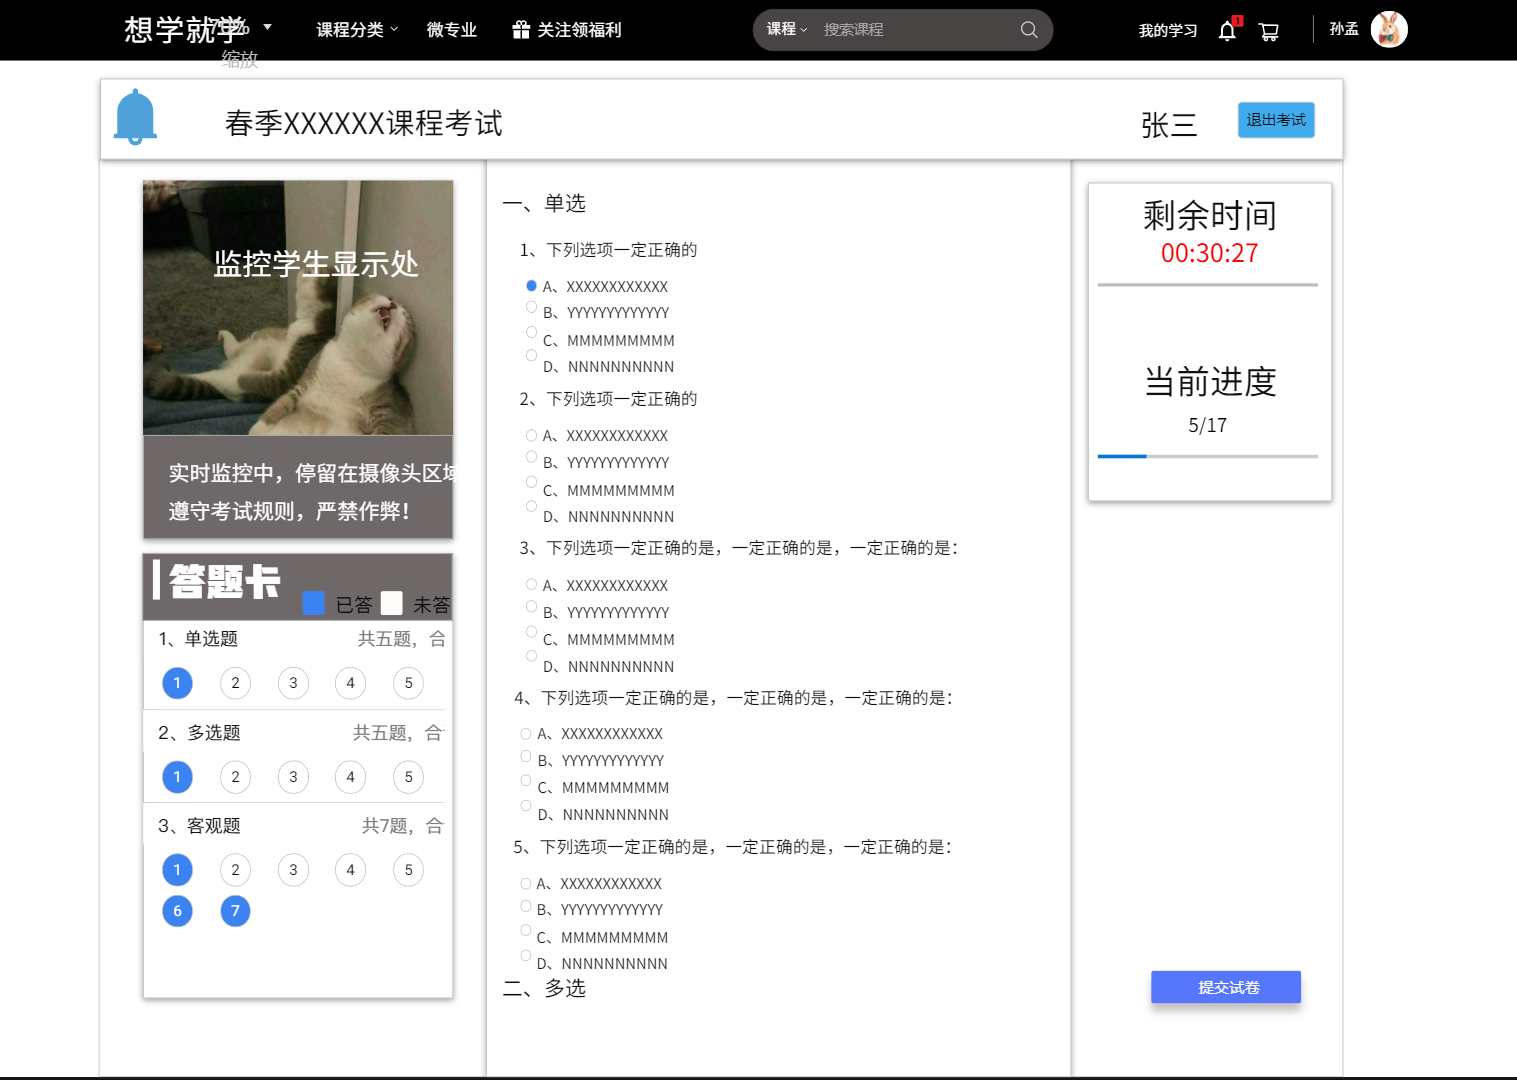 想学就学
缩放
课程分类
微专业
关注领福利
课程
搜索课程
我的学习
1
孙孟
春季XXXXXX课程考试
张三
退出考试
监控学生显示处
实时监控中，停留在摄像头区域
遵守考试规则，严禁作弊！
答题卡
已答
未答
1、单选题
共五题，合
1 2 3 4 5
2、多选题
共五题，合
1 2 3 4 5
3、客观题
共7题，合
1 2 3 4 5
6 7
一、单选
1、下列选项一定正确的
A、XXXXXXXXXXXX
B、YYYYYYYYYYYYY
C、MMMMMMMMM
D、NNNNNNNNNN
2、下列选项一定正确的
A、XXXXXXXXXXXX
B、YYYYYYYYYYYYY
C、MMMMMMMMM
D、NNNNNNNNNN
3、下列选项一定正确的是，一定正确的是，一定正确的是：
A、XXXXXXXXXXXX
B、YYYYYYYYYYYYY
C、MMMMMMMMM
D、NNNNNNNNNN
4、下列选项一定正确的是，一定正确的是，一定正确的是：
A、XXXXXXXXXXXX
B、YYYYYYYYYYYYY
C、MMMMMMMMM
D、NNNNNNNNNN
5、下列选项一定正确的是，一定正确的是，一定正确的是：
A、XXXXXXXXXXXX
B、YYYYYYYYYYYYY
C、MMMMMMMMM
D、NNNNNNNNNN
二、多选
剩余时间
00:30:27
当前进度
5/17
提交试卷